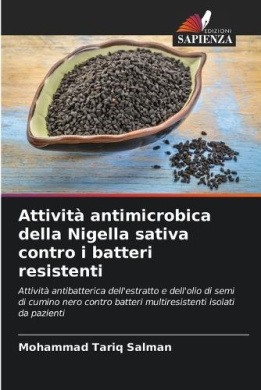 EDIZIONI
SAPIENZA
Attività antimicrobica
della Nigella sativa
contro i batteri
resistenti
Attività antibatterica dell'estratto e dell'olio di semi
di cumino nero contro batteri multiresistenti isolati
da pazienti
Mohammad Tariq Salman